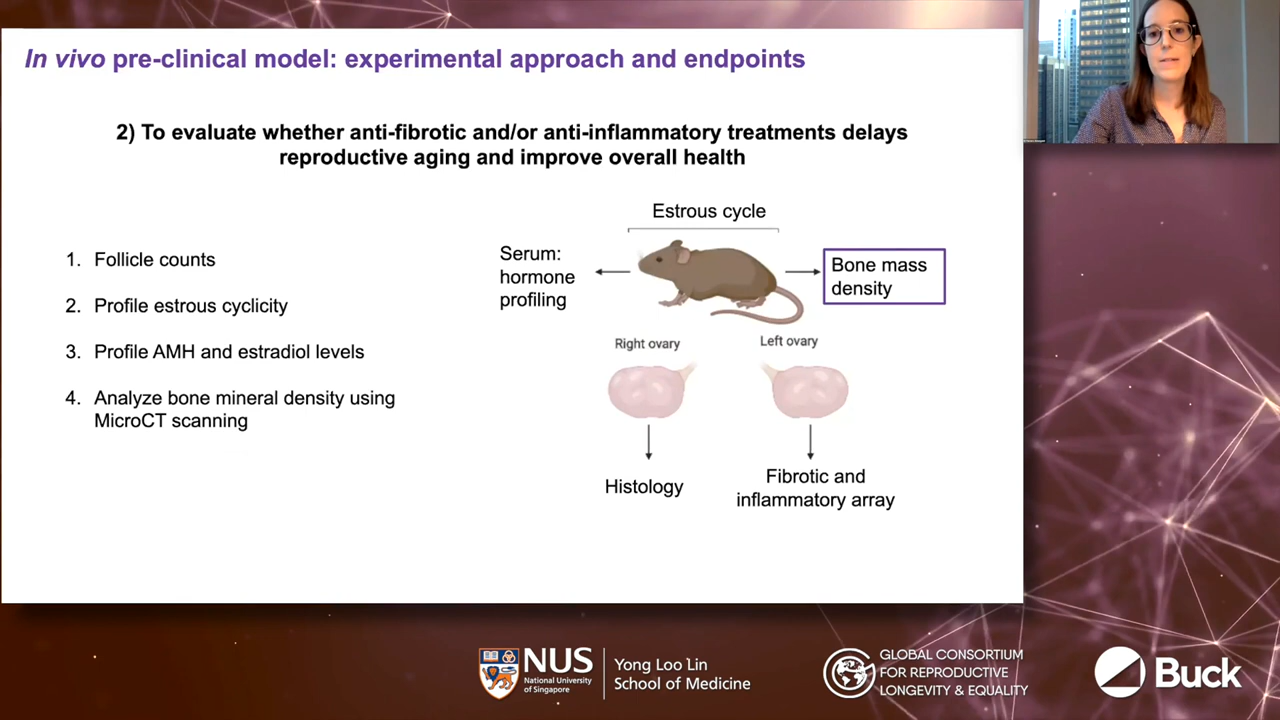 In vivo pre-clinical model: experimental approach and endpoints
2) To evaluate whether anti-fibrotic and/or anti-inflammatory treatments delays
reproductive aging and improve overall health
1. Follicle counts
2. Profile estrous cyclicity
3. Profile AMH and estradiol levels
4. Analyze bone mineral density using
MicroCT scanning
Estrous cycle
Serum:
hormone
profiling
Bone mass
density
Right ovary
Left ovary
Histology
Fibrotic and
inflammatory array
NUS
National University
of Singapore
Yong Loo Lin
School of Medicine
GLOBAL CONSORTIUM
FOR REPRODUCTIVE
LONGEVITY & EQUALITY
Buck